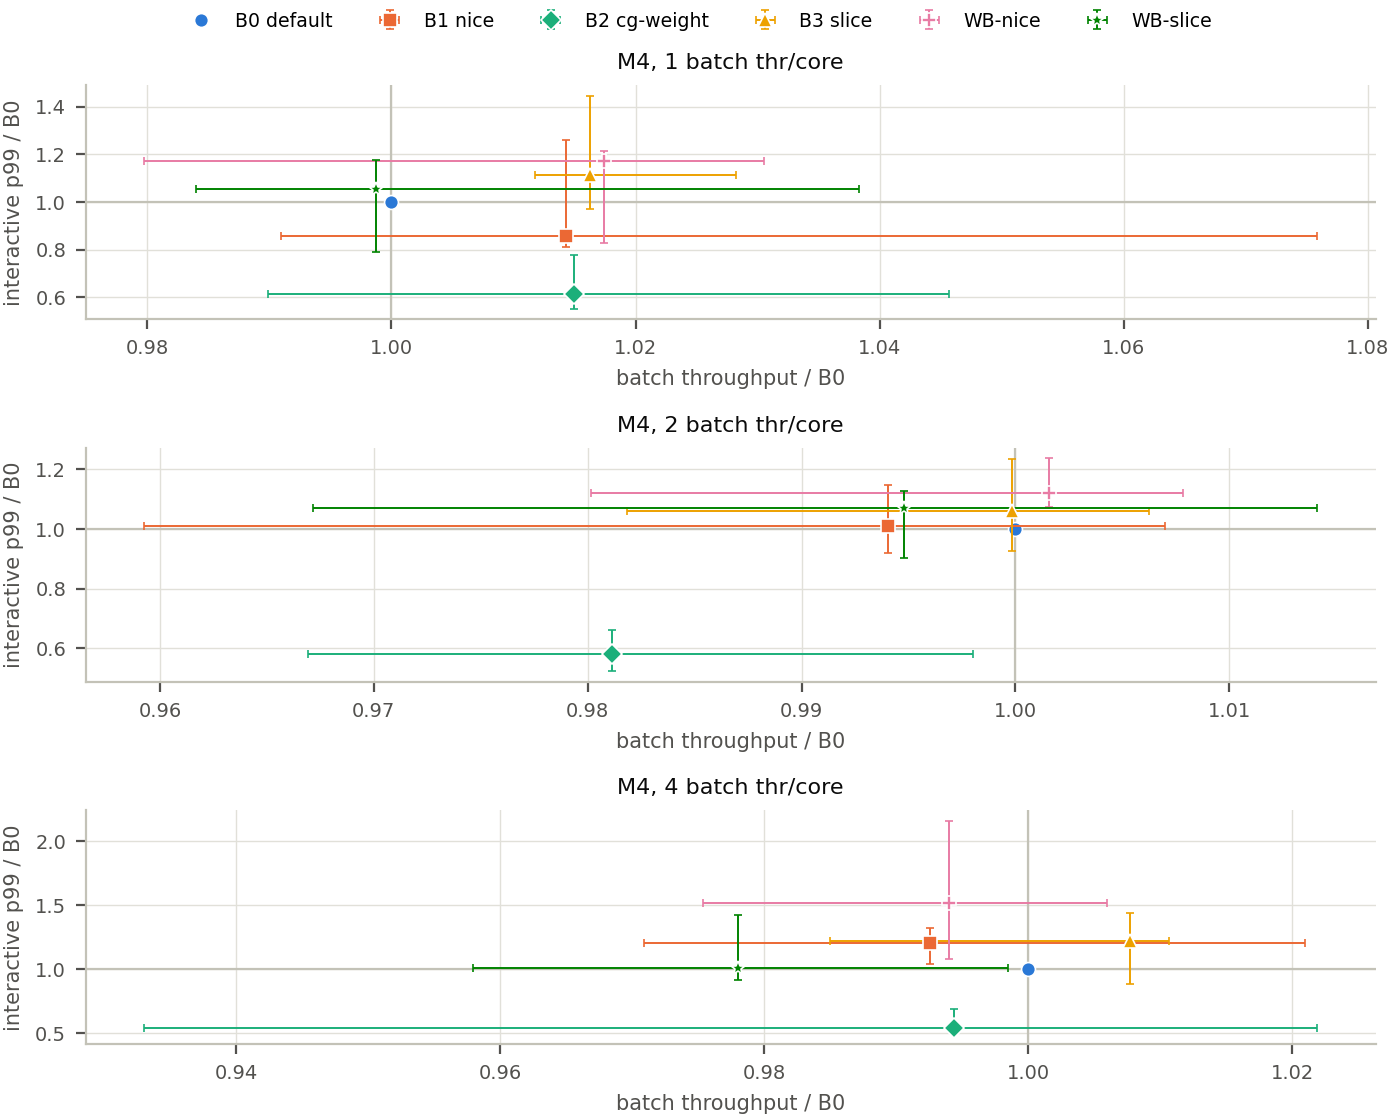 B0 default B1 nice B2 cg-weight B3 slice WB-nice WB-slice
M4, 1 batch thr/core
interactive p99 / B0
1.4
1.2
1.0
0.8
0.6
0.98 1.00 1.02 1.04 1.06 1.08
batch throughput / B0
M4, 2 batch thr/core
interactive p99 / B0
1.2
1.0
0.8
0.6
0.96 0.97 0.98 0.99 1.00 1.01
batch throughput / B0
M4, 4 batch thr/core
interactive p99 / B0
2.0
1.5
1.0
0.5
0.94 0.96 0.98 1.00 1.02
batch throughput / B0